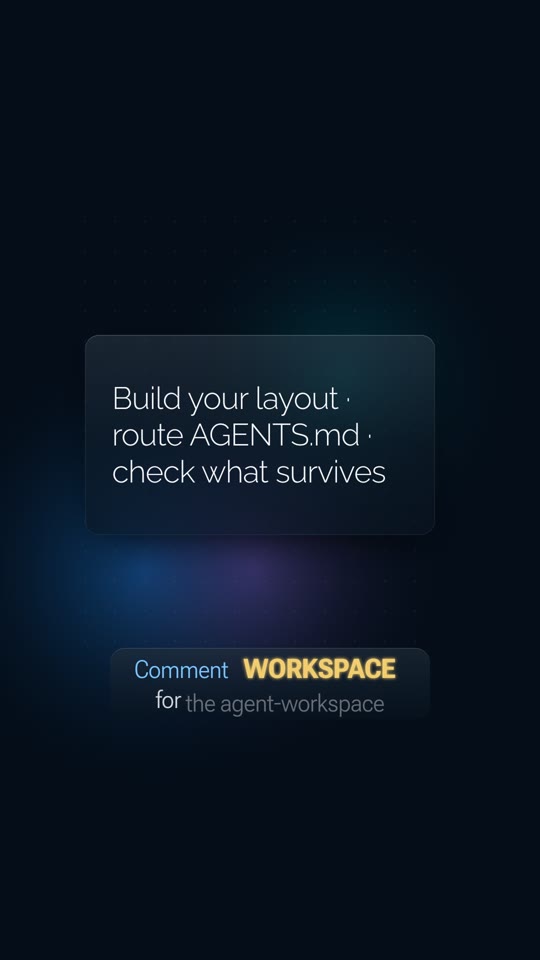 Build your layout ·
route AGENTS.md ·
check what survives
Comment WORKSPACE
for the agent-workspace